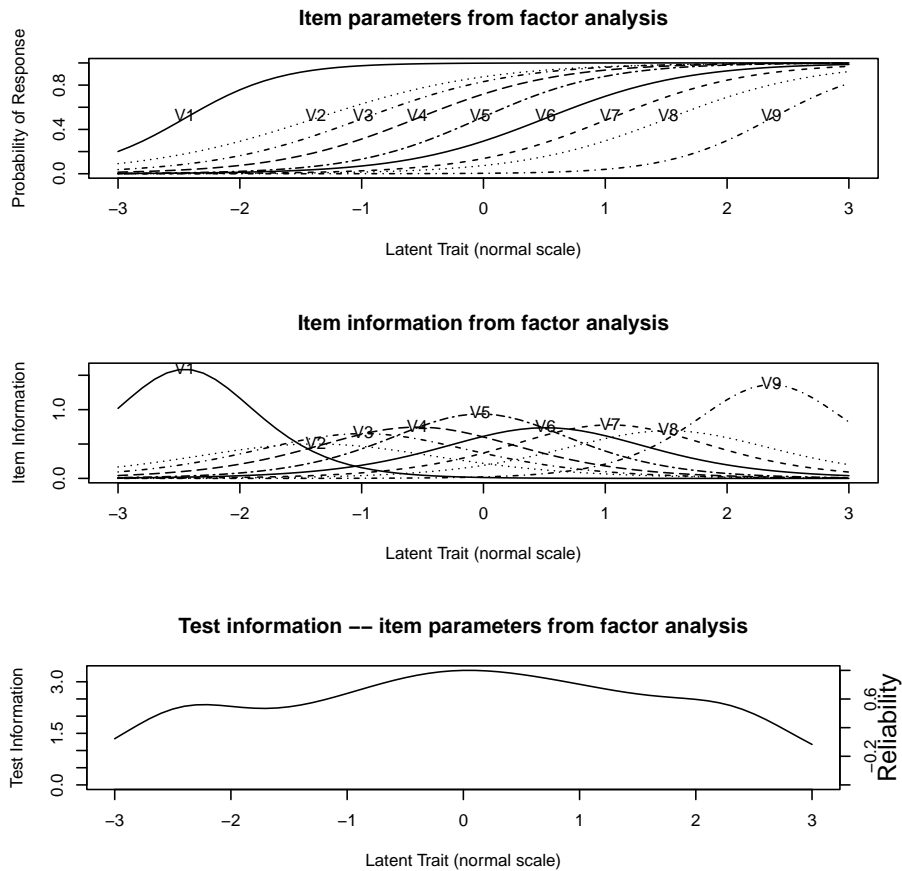 Item parameters from factor analysis
Probability of Response
0.0 0.4 0.8
V1 V2 V3 V4 V5 V6 V7 V8 V9
−3 −2 −1 0 1 2 3
Latent Trait (normal scale)
Item information from factor analysis
Item Information
0.0 1.0
V1 V2 V3 V4 V5 V6 V7 V8 V9
−3 −2 −1 0 1 2 3
Latent Trait (normal scale)
Test information −− item parameters from factor analysis
Test Information
0.0 1.5 3.0
−3 −2 −1 0 1 2 3
Latent Trait (normal scale)
−0.2 0.6
Reliability